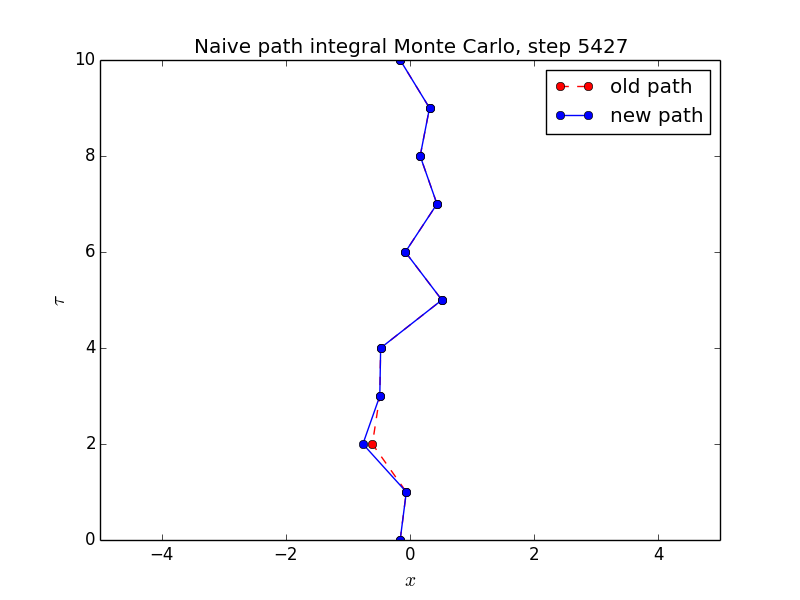 Naive path integral Monte Carlo, step 5427
old path
new path
10
8
6
4
2
0
τ
−4 −2 0 2 4
x